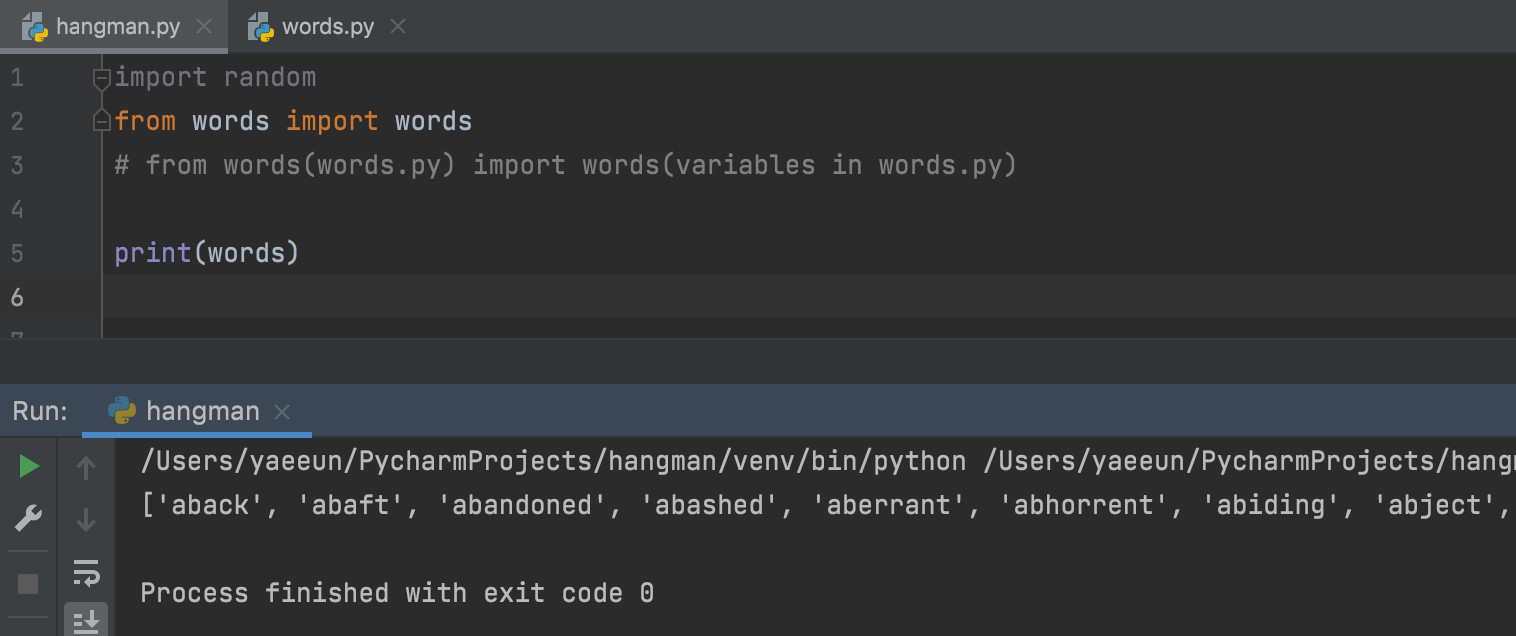 hangman.py words.py
1 import random
2 from words import words
3 # from words(words.py) import words(variables in words.py)
4
5 print(words)
6
7
Run: hangman
/Users/yaeeun/PycharmProjects/hangman/venv/bin/python /Users/yaeeun/PycharmProjects/hang
['aback', 'abaft', 'abandoned', 'abashed', 'aberrant', 'abhorrent', 'abiding', 'abject',
Process finished with exit code 0